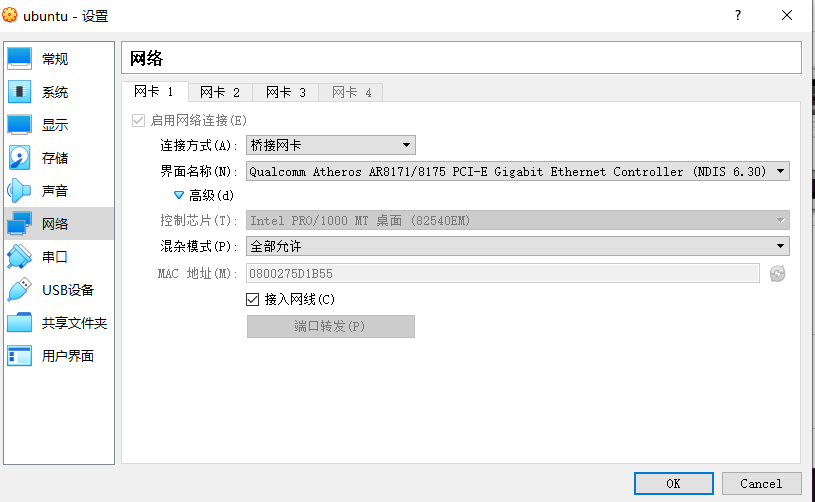 ubuntu - 设置
?
常规
系统
显示
存储
声音
网络
串口
USB设备
共享文件夹
用户界面
网络
网卡 1 网卡 2 网卡 3 网卡 4
启用网络连接(E)
连接方式(A): 桥接网卡
界面名称(N): Qualcomm Atheros AR8171/8175 PCI-E Gigabit Ethernet Controller (NDIS 6.30)
高级(d)
控制芯片(T): Intel PRO/1000 MT 桌面 (82540EM)
混杂模式(P): 全部允许
MAC 地址(M): 0800275D1B55
接入网线(C)
端口转发(P)
OK Cancel